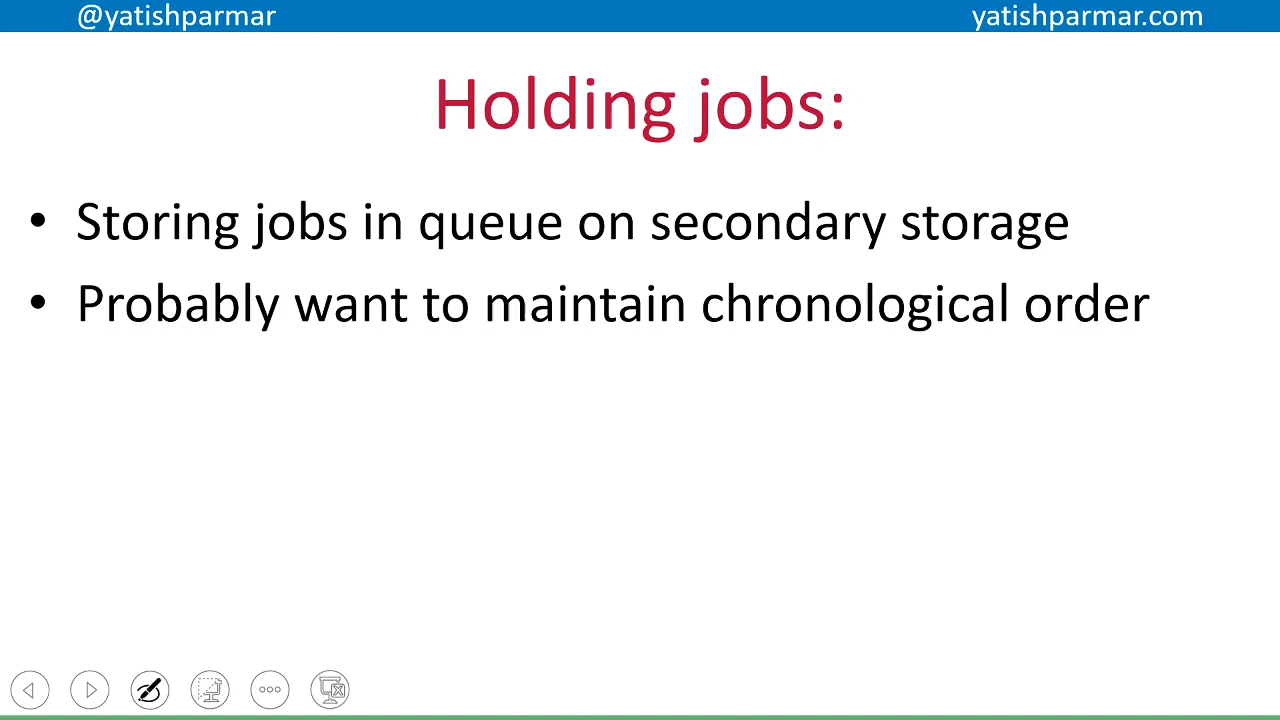 @yatishparmar yatishparmar.com
Holding jobs:
• Storing jobs in queue on secondary storage
• Probably want to maintain chronological order